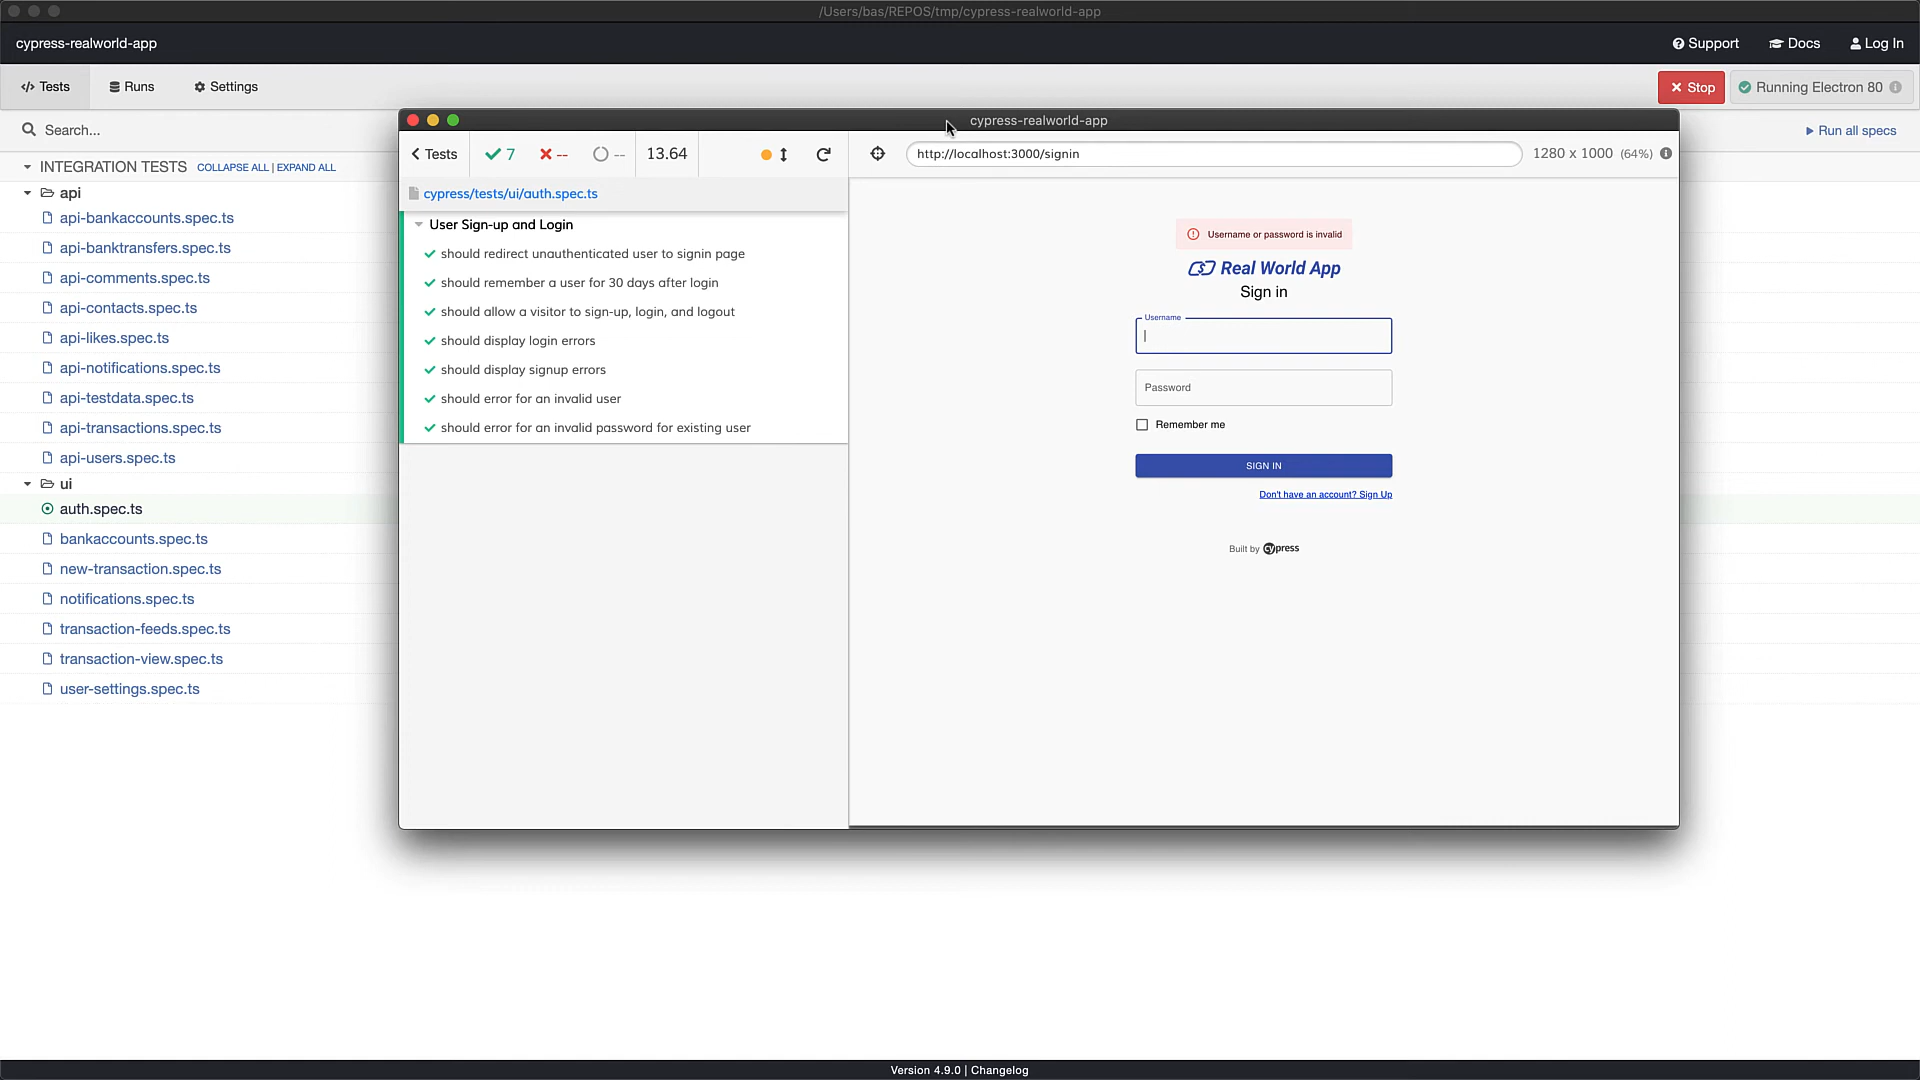 /Users/bas/REPOS/tmp/cypress-realworld-app
cypress-realworld-app
Support
Docs
Log In
Tests
Runs
Settings
Stop
Running Electron 80
Search...
Run all specs
INTEGRATION TESTS COLLAPSE ALL | EXPAND ALL
api
api-bankaccounts.spec.ts
api-banktransfers.spec.ts
api-comments.spec.ts
api-contacts.spec.ts
api-likes.spec.ts
api-notifications.spec.ts
api-testdata.spec.ts
api-transactions.spec.ts
api-users.spec.ts
ui
auth.spec.ts
bankaccounts.spec.ts
new-transaction.spec.ts
notifications.spec.ts
transaction-feeds.spec.ts
transaction-view.spec.ts
user-settings.spec.ts
cypress-realworld-app
Tests
7
--
--
13.64
http://localhost:3000/signin
1280 x 1000 (64%)
cypress/tests/ui/auth.spec.ts
User Sign-up and Login
should redirect unauthenticated user to signin page
should remember a user for 30 days after login
should allow a visitor to sign-up, login, and logout
should display login errors
should display signup errors
should error for an invalid user
should error for an invalid password for existing user
Username or password is invalid
Real World App
Sign in
Username
Password
Remember me
SIGN IN
Don't have an account? Sign Up
Built by cypress
Version 4.9.0 | Changelog